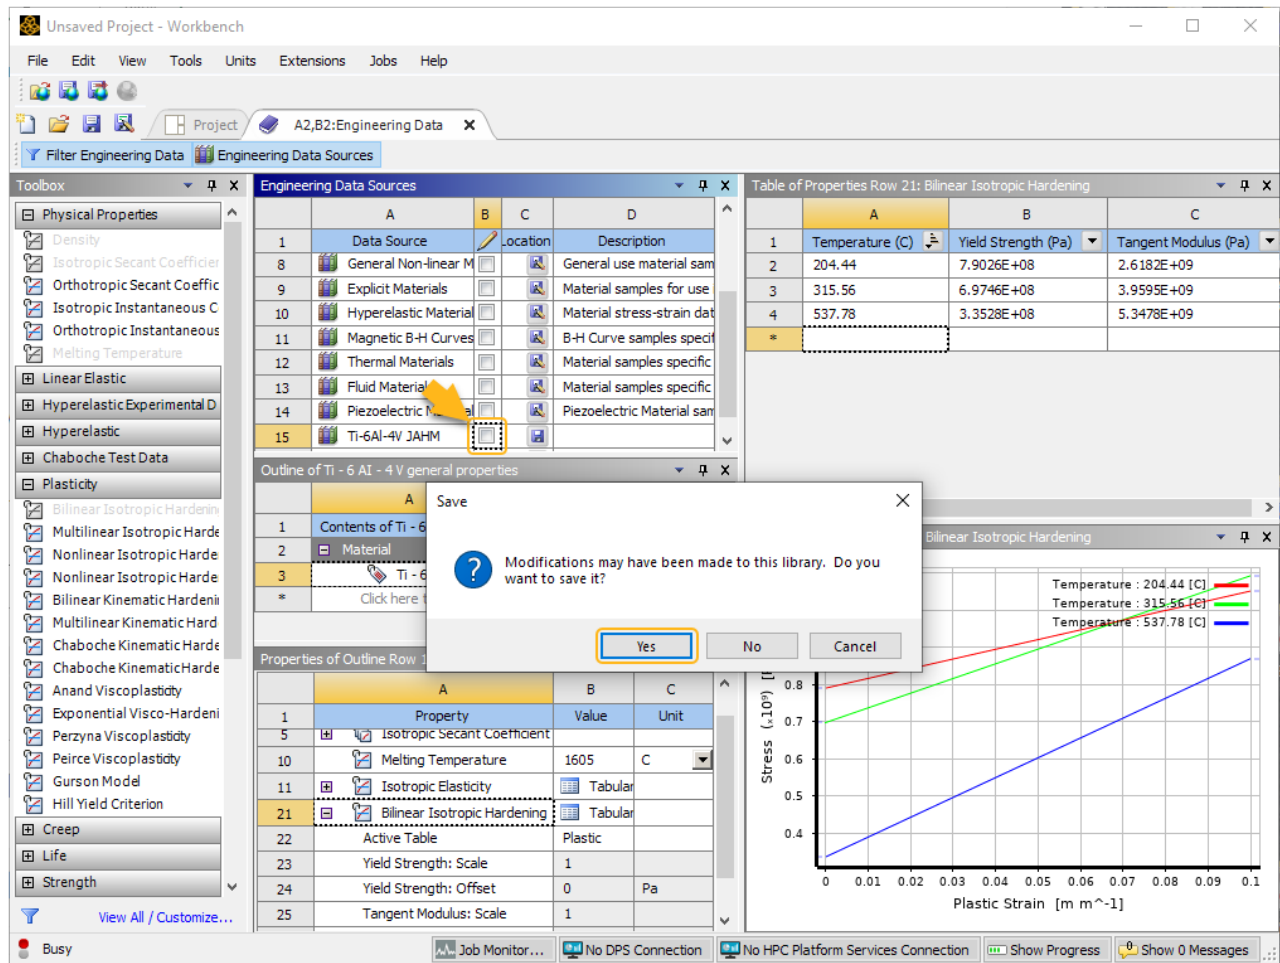 Unsaved Project - Workbench
File Edit View Tools Units Extensions Jobs Help
Project
A2,B2:Engineering Data
Filter Engineering Data
Engineering Data Sources
Toolbox
Physical Properties
Density
Isotropic Secant Coefficier
Orthotropic Secant Coeffic
Isotropic Instantaneous C
Orthotropic Instantaneous
Melting Temperature
Linear Elastic
Hyperelastic Experimental D
Hyperelastic
Chaboche Test Data
Plasticity
Bilinear Isotropic Hardening
Multilinear Isotropic Harde
Nonlinear Isotropic Harde
Nonlinear Isotropic Harde
Bilinear Kinematic Hardeni
Multilinear Kinematic Hard
Chaboche Kinematic Harde
Chaboche Kinematic Harde
Anand Viscoplasticity
Exponential Visco-Hardeni
Perzyna Viscoplasticity
Peirce Viscoplasticity
Gurson Model
Hill Yield Criterion
Creep
Life
Strength
View All / Customize...
Engineering Data Sources
A B C D
1 Data Source Location Description
8 General Non-linear M General use material sam
9 Explicit Materials Material samples for use
10 Hyperelastic Material Material stress-strain dat
11 Magnetic B-H Curves B-H Curve samples specif
12 Thermal Materials Material samples specific
13 Fluid Material Material samples specific
14 Piezoelectric Piezoelectric Material sam
15 Ti-6Al-4V JAHM
Outline of Ti - 6 AI - 4 V general properties
A
1 Contents of Ti - 6
2 Material
3 Ti - 6
* Click here
Save
Modifications may have been made to this library. Do you
want to save it?
Yes No Cancel
Properties of Outline Row
A B C
1 Property Value Unit
5 Isotropic Secant Coefficient
10 Melting Temperature 1605 C
11 Isotropic Elasticity Tabular
21 Bilinear Isotropic Hardening Tabular
22 Active Table Plastic
23 Yield Strength: Scale 1
24 Yield Strength: Offset 0 Pa
25 Tangent Modulus: Scale 1
Table of Properties Row 21: Bilinear Isotropic Hardening
A B C
1 Temperature (C) Yield Strength (Pa) Tangent Modulus (Pa)
2 204.44 7.9026E+08 2.6182E+09
3 315.56 6.9746E+08 3.9595E+09
4 537.78 3.3528E+08 5.3478E+09
*
Bilinear Isotropic Hardening
Temperature : 204.44 [C]
Temperature : 315.56 [C]
Temperature : 537.78 [C]
0.8
0.7
0.6
0.5
0.4
Stress (x10⁹)
0 0.01 0.02 0.03 0.04 0.05 0.06 0.07 0.08 0.09 0.1
Plastic Strain [m m^-1]
Busy
Job Monitor...
No DPS Connection
No HPC Platform Services Connection
Show Progress
0
Show 0 Messages